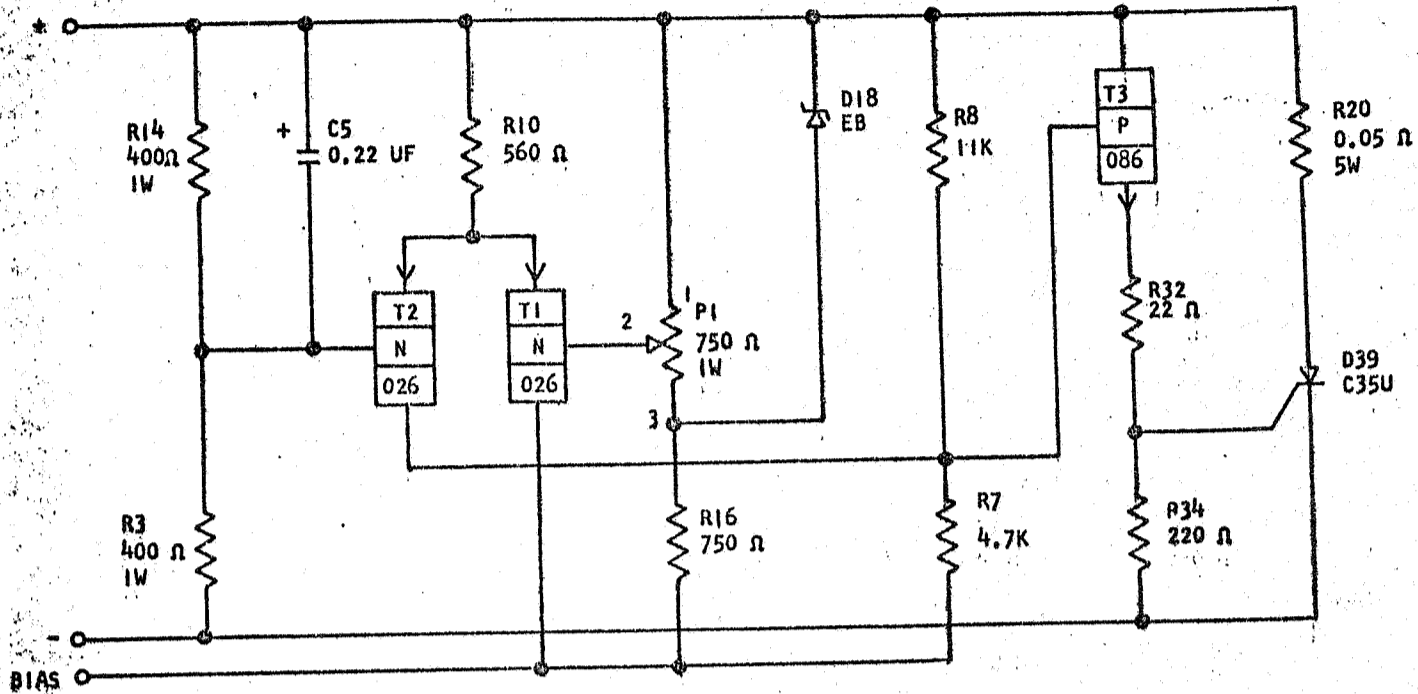 *
R14
400Ω
1W
+
C5
0.22 UF
R10
560 Ω
T2
N
026
T1
N
026
2
1
P1
750 Ω
1W
3
D18
EB
R8
11K
T3
P
086
R20
0.05 Ω
5W
R32
22 Ω
D39
C35U
R3
400 Ω
1W
R16
750 Ω
R7
4.7K
R34
220 Ω
-
BIAS